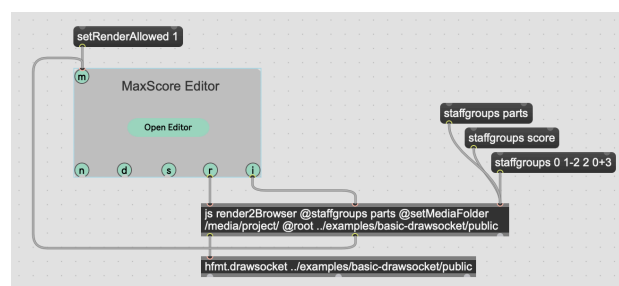 setRenderAllowed 1
m
MaxScore Editor
Open Editor
n d s r i
staffgroups parts
staffgroups score
staffgroups 0 1-2 2 0+3
js render2Browser @staffgroups parts @setMediaFolder
/media/project/ @root ../examples/basic-drawsocket/public
hfmt.drawsocket ../examples/basic-drawsocket/public